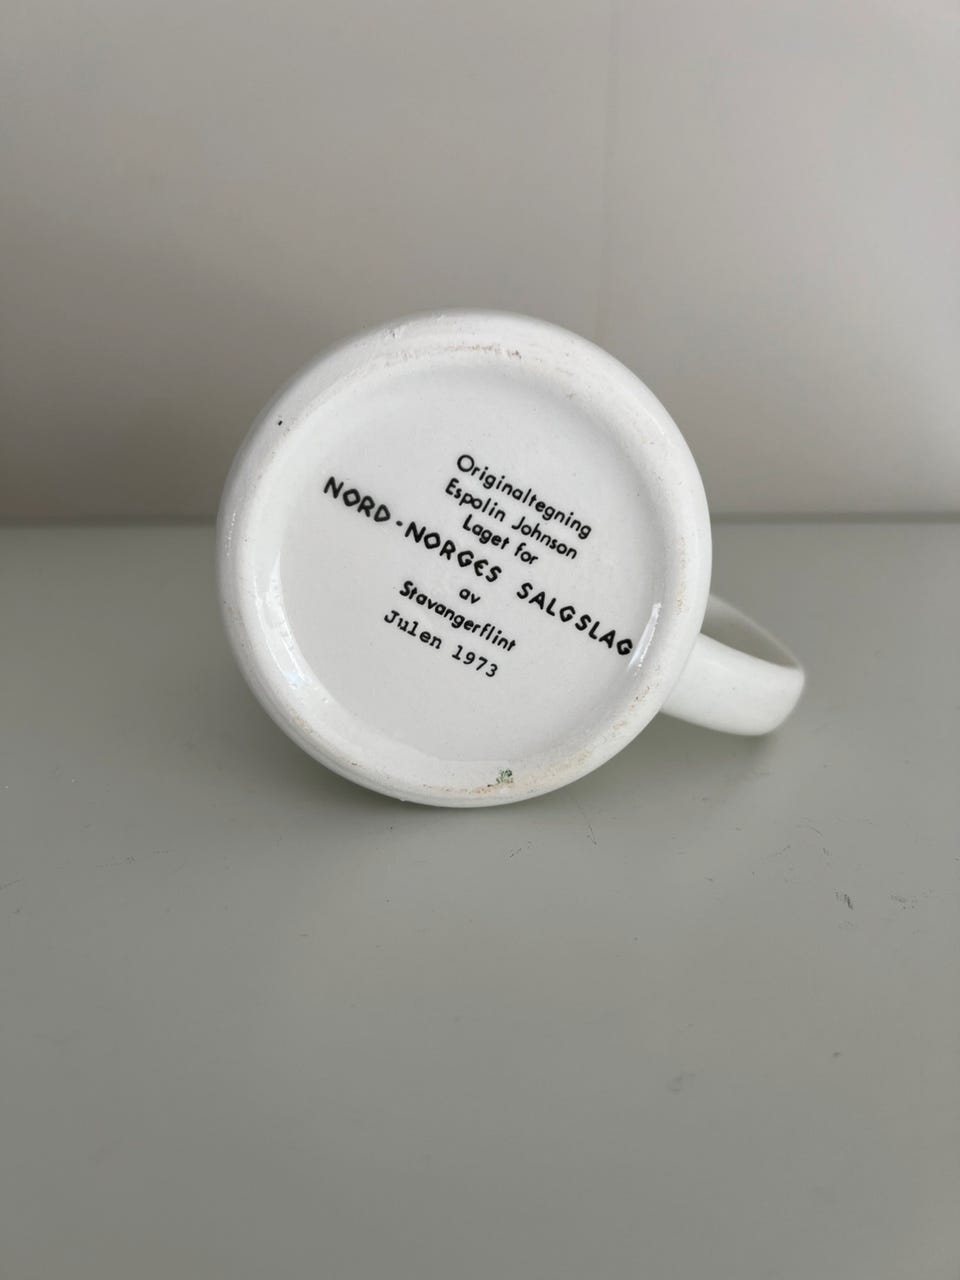 Originaltegning
Espolin Johnson
Laget for
NORD-NORGES SALGSLAG
av
Stavangerflint
Julen 1973